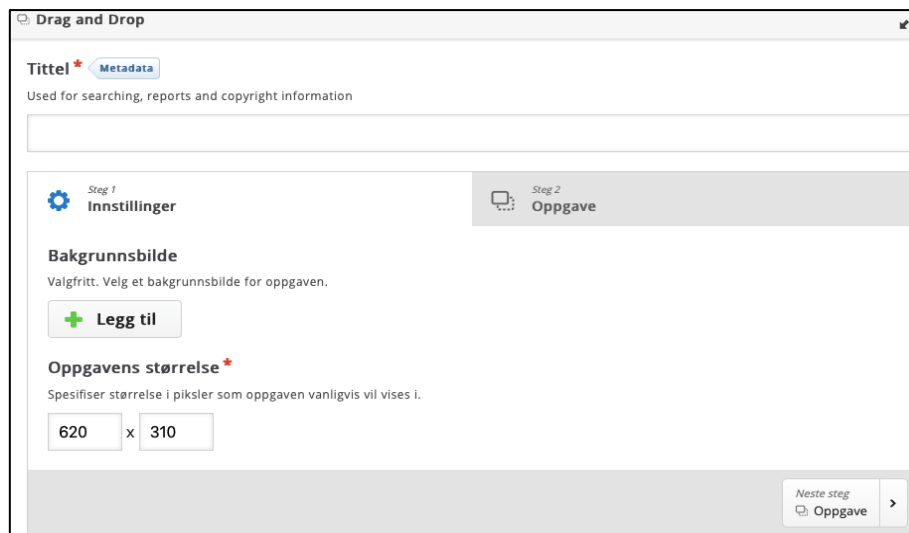 Drag and Drop
Tittel * Metadata
Used for searching, reports and copyright information
Steg 1
Innstillinger
Steg 2
Oppgave
Bakgrunnsbilde
Valgfritt. Velg et bakgrunnsbilde for oppgaven.
Legg til
Oppgavens størrelse *
Spesifiser størrelse i piksler som oppgaven vanligvis vil vises i.
620 x 310
Neste steg
Oppgave